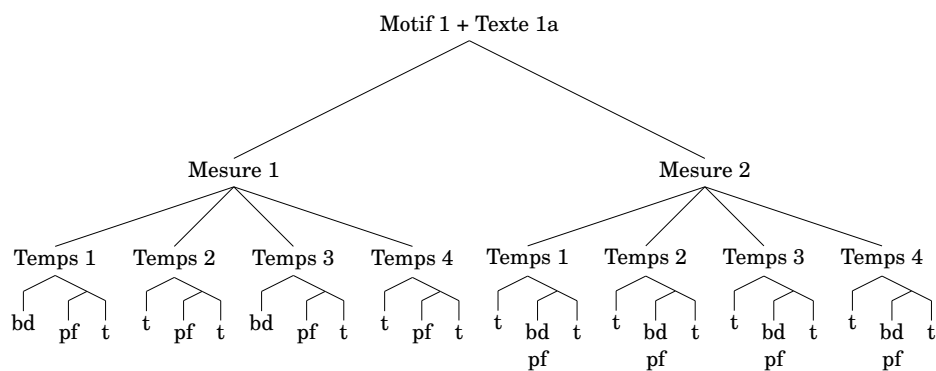 Motif 1 + Texte 1a
Mesure 1 Mesure 2
Temps 1 Temps 2 Temps 3 Temps 4 Temps 1 Temps 2 Temps 3 Temps 4
bd pf t t pf t bd pf t t pf t t bd t t bd t t bd t t bd t
pf pf pf pf